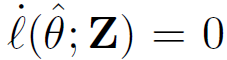 ℓ̇(θ̂; 𝐙) = 0